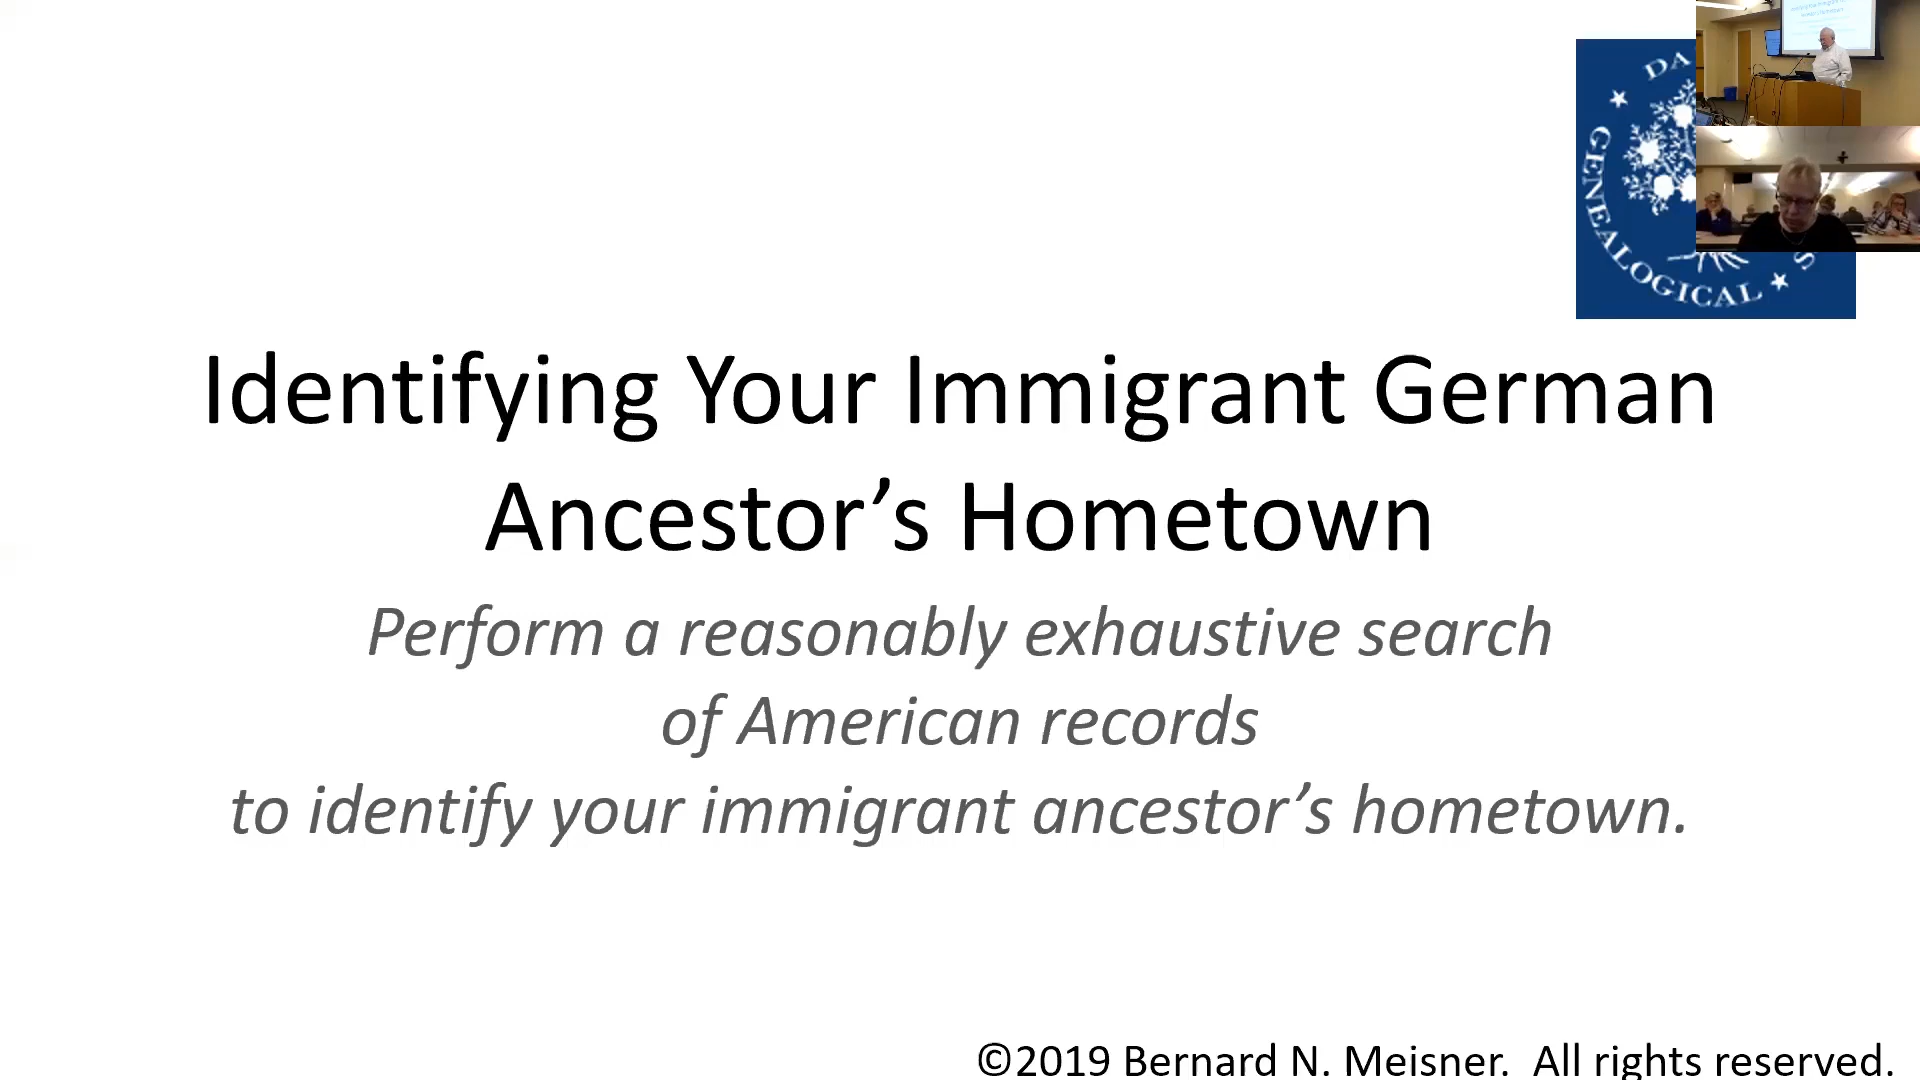 DA
GENEALOGICAL
S
Identifying Your Immigrant German
Ancestor’s Hometown
Perform a reasonably exhaustive search
of American records
to identify your immigrant ancestor’s hometown.
©2019 Bernard N. Meisner.  All rights reserved.